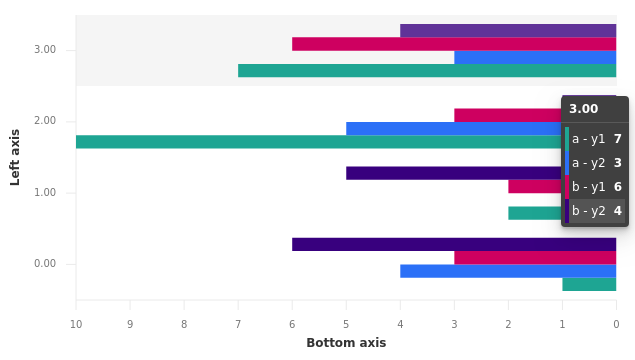 3.00
2.00
1.00
0.00
Left axis
3.00
a - y1 7
a - y2 3
b - y1 6
b - y2 4
10 9 8 7 6 5 4 3 2 1 0
Bottom axis